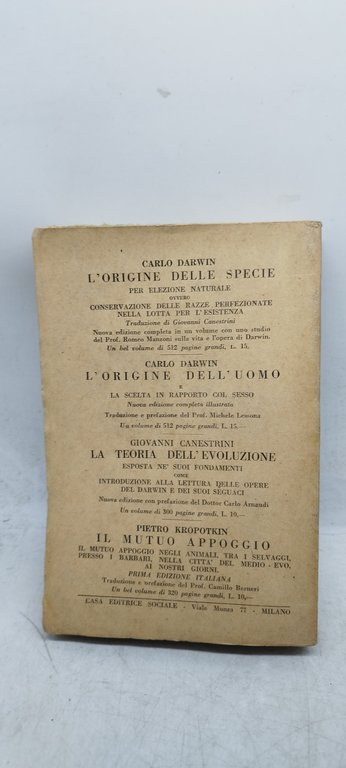 CARLO DARWIN
L'ORIGINE DELLE SPECIE
PER ELEZIONE NATURALE
OVVERO
CONSERVAZIONE DELLE RAZZE PERFEZIONATE
NELLA LOTTA PER L'ESISTENZA
Traduzione di Giovanni Canestrini
Nuova edizione completa in un volume con uno studio
del Prof. Romeo Manzoni sulla vita e l'opera di Darwin.
Un bel volume di 512 pagine grandi, L. 15.
CARLO DARWIN
L'ORIGINE DELL'UOMO
E
LA SCELTA IN RAPPORTO COL SESSO
Nuova edizione completa illustrata
Traduzione e prefazione del Prof. Michele Lessona
Un volume di 512 pagine grandi, L. 15.—
GIOVANNI CANESTRINI
LA TEORIA DELL'EVOLUZIONE
ESPOSTA NE' SUOI FONDAMENTI
COME
INTRODUZIONE ALLA LETTURA DELLE OPERE
DEL DARWIN E DEI SUOI SEGUACI
Nuova edizione con prefazione del Dottor Carlo Arnaudi
Un volume di 300 pagine grandi, L. 10,—
PIETRO KROPOTKIN
IL MUTUO APPOGGIO
IL MUTUO APPOGGIO NEGLI ANIMALI, TRA I SELVAGGI,
PRESSO I BARBARI, NELLA CITTA' DEL MEDIO - EVO,
AI NOSTRI GIORNI.
PRIMA EDIZIONE ITALIANA
Traduzione e prefazione del Prof. Camillo Berneri
Un bel volume di 320 pagine grandi, L. 10,—
CASA EDITRICE SOCIALE - Viale Monza 77 - MILANO